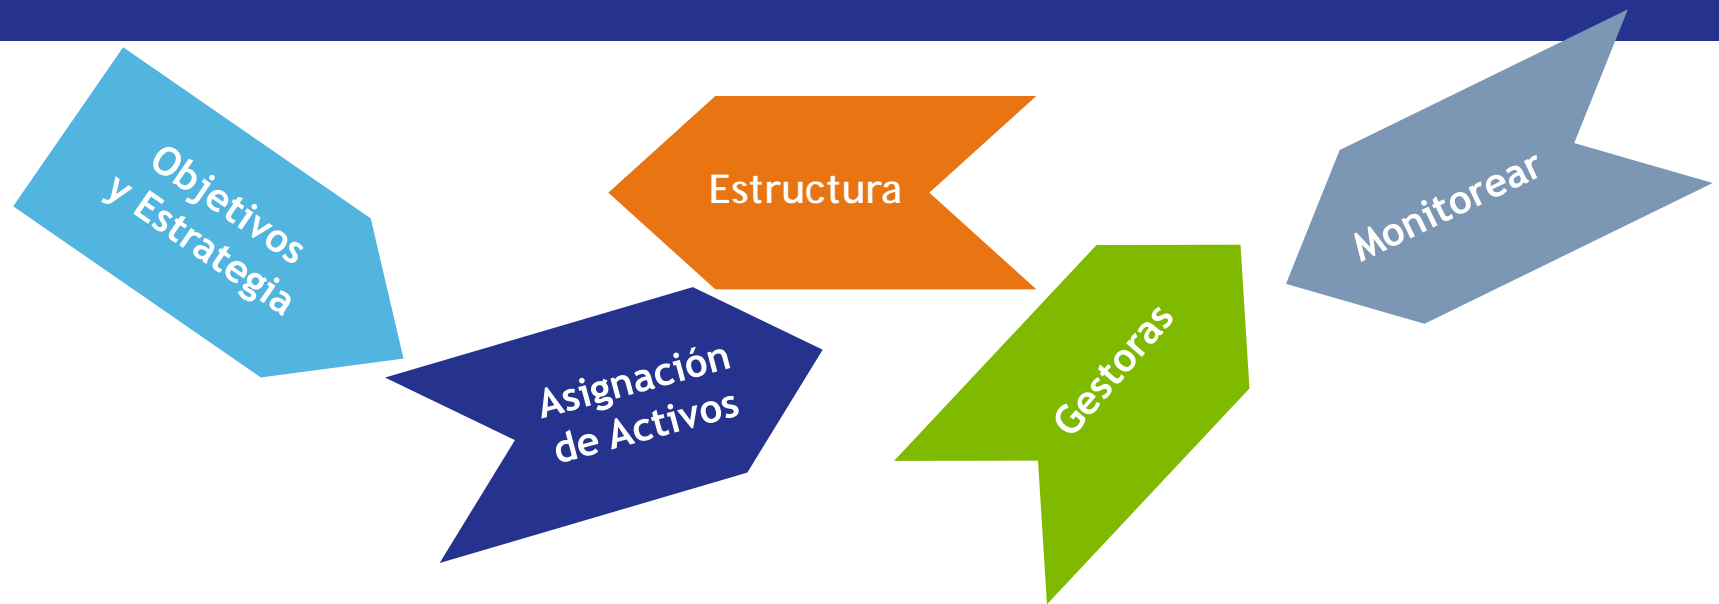 Objetivos
y Estrategia
Asignación
de Activos
Estructura
Gestoras
Monitorear